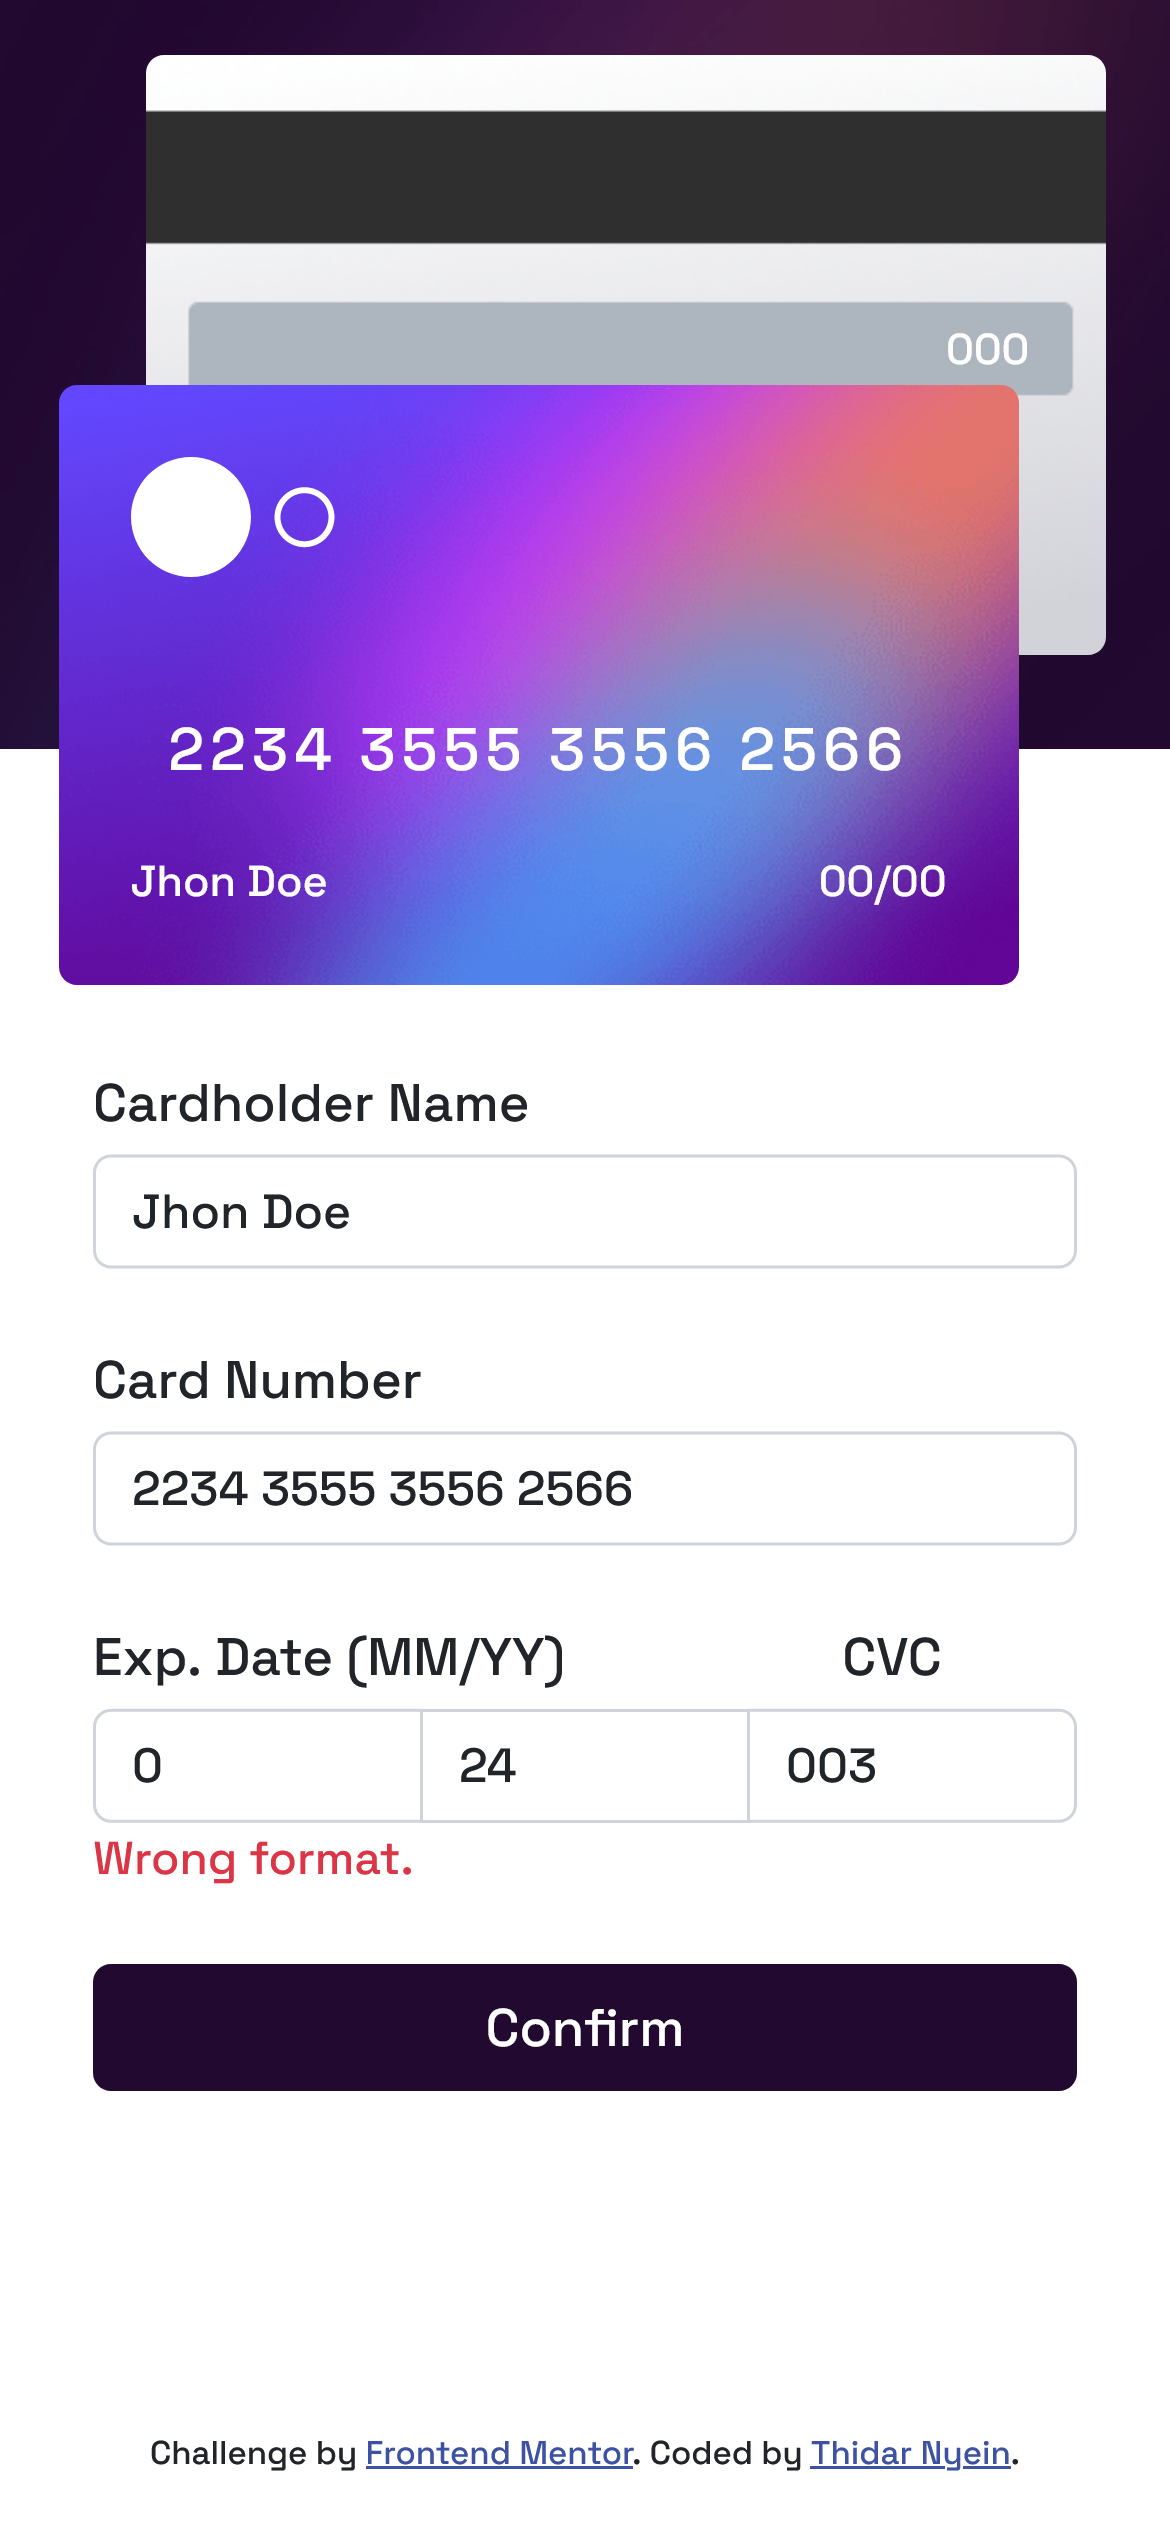 000
2234 3555 3556 2566
Jhon Doe 00/00
Cardholder Name
Jhon Doe
Card Number
2234 3555 3556 2566
Exp. Date (MM/YY) CVC
0 24 003
Wrong format.
Confirm
Challenge by Frontend Mentor. Coded by Thidar Nyein.